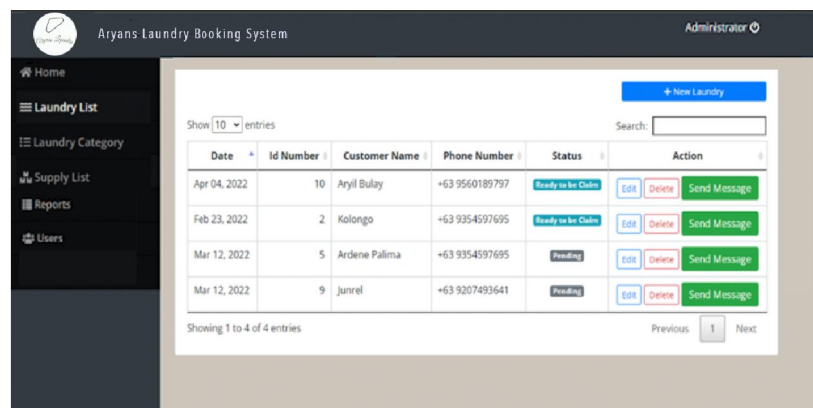 Aryans Laundry Booking System
Administrator
Home
Laundry List
Laundry Category
Supply List
Reports
Users
+ New Laundry
Show 10 entries
Search:
Date Id Number Customer Name Phone Number Status Action
Apr 04, 2022 10 Aryil Bulay +63 9560189797 Ready to be Claim Edit Delete Send Message
Feb 23, 2022 2 Kolongo +63 9354597695 Ready to be Claim Edit Delete Send Message
Mar 12, 2022 5 Ardene Palima +63 9354597695 Pending Edit Delete Send Message
Mar 12, 2022 9 Junrel +63 9207493641 Pending Edit Delete Send Message
Showing 1 to 4 of 4 entries
Previous 1 Next